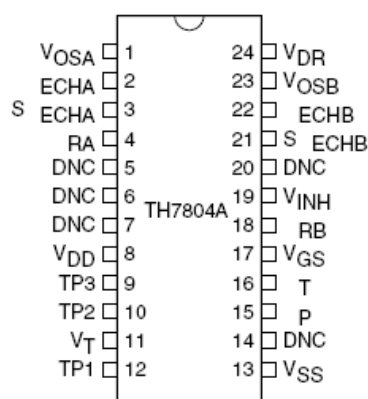 VOSA 1 24 VDR
ECHA 2 23 VOSB
S ECHA 3 22 ECHB
RA 4 21 S ECHB
DNC 5 20 DNC
DNC 6 19 VINH
DNC 7 TH7804A 18 RB
VDD 8 17 VGS
TP3 9 16 T
TP2 10 15 P
VT 11 14 DNC
TP1 12 13 VSS